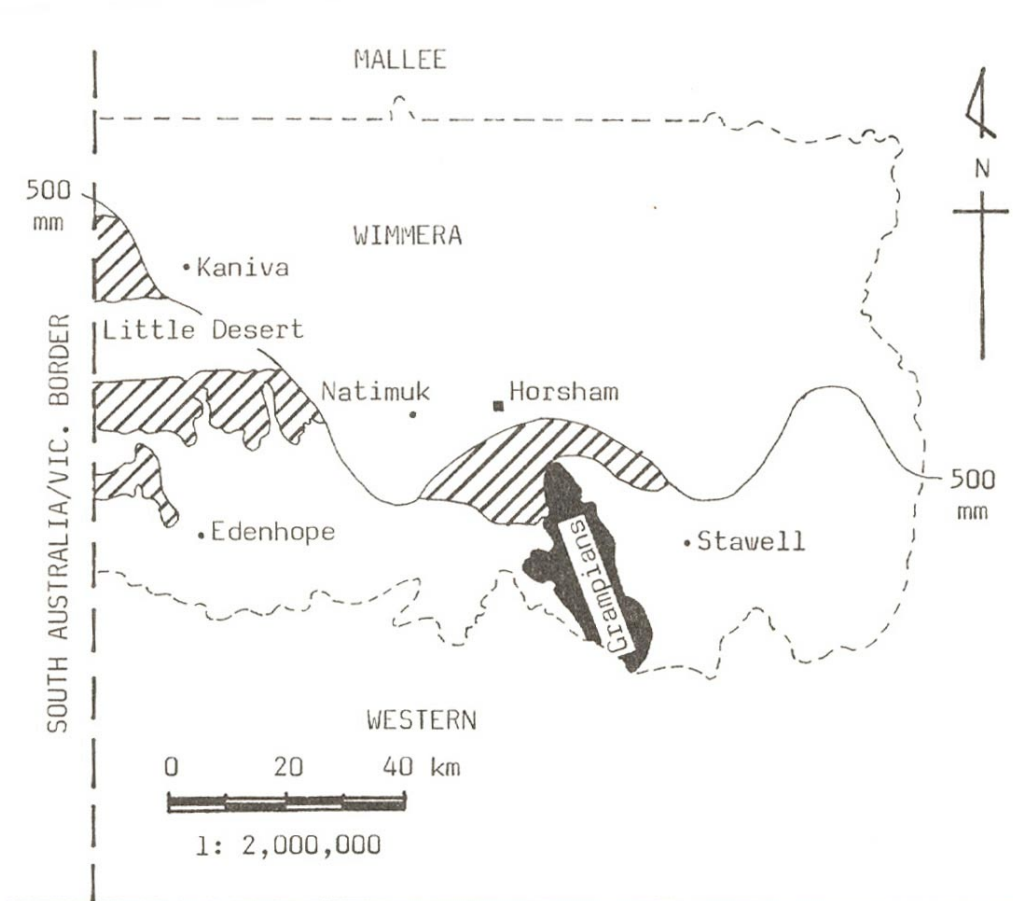 MALLEE
N
500
mm
WIMMERA
Kaniva
Little Desert
Natimuk
Horsham
500
mm
Edenhope
Stawell
Grampians
SOUTH AUSTRALIA/VIC. BORDER
WESTERN
0 20 40 km
1: 2,000,000